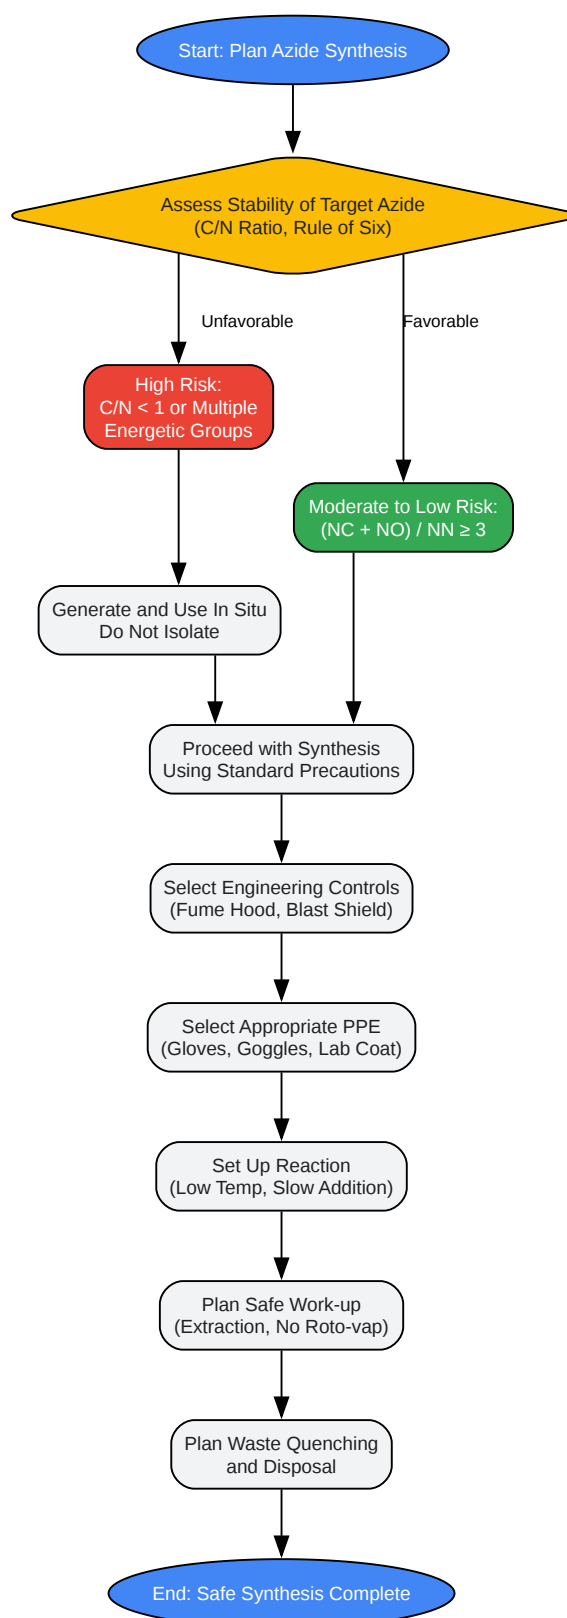 Start: Plan Azide Synthesis
Assess Stability of Target Azide
(C/N Ratio, Rule of Six)
Unfavorable
Favorable
High Risk:
C/N < 1 or Multiple
Energetic Groups
Moderate to Low Risk:
(NC + NO) / NN ≥ 3
Generate and Use In Situ
Do Not Isolate
Proceed with Synthesis
Using Standard Precautions
Select Engineering Controls
(Fume Hood, Blast Shield)
Select Appropriate PPE
(Gloves, Goggles, Lab Coat)
Set Up Reaction
(Low Temp, Slow Addition)
Plan Safe Work-up
(Extraction, No Roto-vap)
Plan Waste Quenching
and Disposal
End: Safe Synthesis Complete